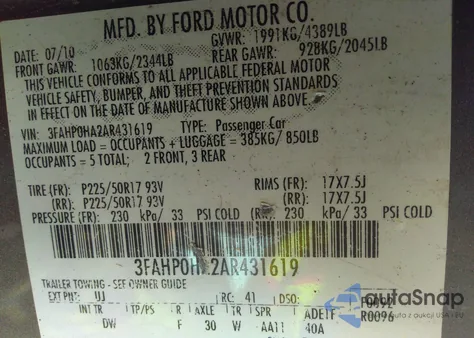 MFD. BY FORD MOTOR CO.
DATE: 07/10 GVWR: 1991KG/4389LB
FRONT GAWR: 1063KG/2344LB REAR GAWR: 928KG/2045LB
THIS VEHICLE CONFORMS TO ALL APPLICABLE FEDERAL MOTOR
VEHICLE SAFETY, BUMPER, AND THEFT PREVENTION STANDARDS
IN EFFECT ON THE DATE OF MANUFACTURE SHOWN ABOVE.
VIN: 3FAHP0HA2AR431619 TYPE: Passenger Car
MAXIMUM LOAD = OCCUPANTS + LUGGAGE = 385KG/ 850LB
OCCUPANTS = 5 TOTAL; 2 FRONT, 3 REAR
TIRE(FR): P225/50R17 93V RIMS(FR): 17X7.5J
(RR): P225/50R17 93V (RR): 17X7.5J
PRESSURE(FR): 230 kPa/ 33 PSI COLD (RR): 230 kPa/ 33 PSI COLD
3FAHP0H 2AR431619
TRAILER TOWING - SEE OWNER GUIDE
EXT PNT: UJ RC: 41 DSO: F0492
INT TR TP/PS R AXLE TR SPR ADE1F R0096
DW F 30 W AA11 40A
autoSnap